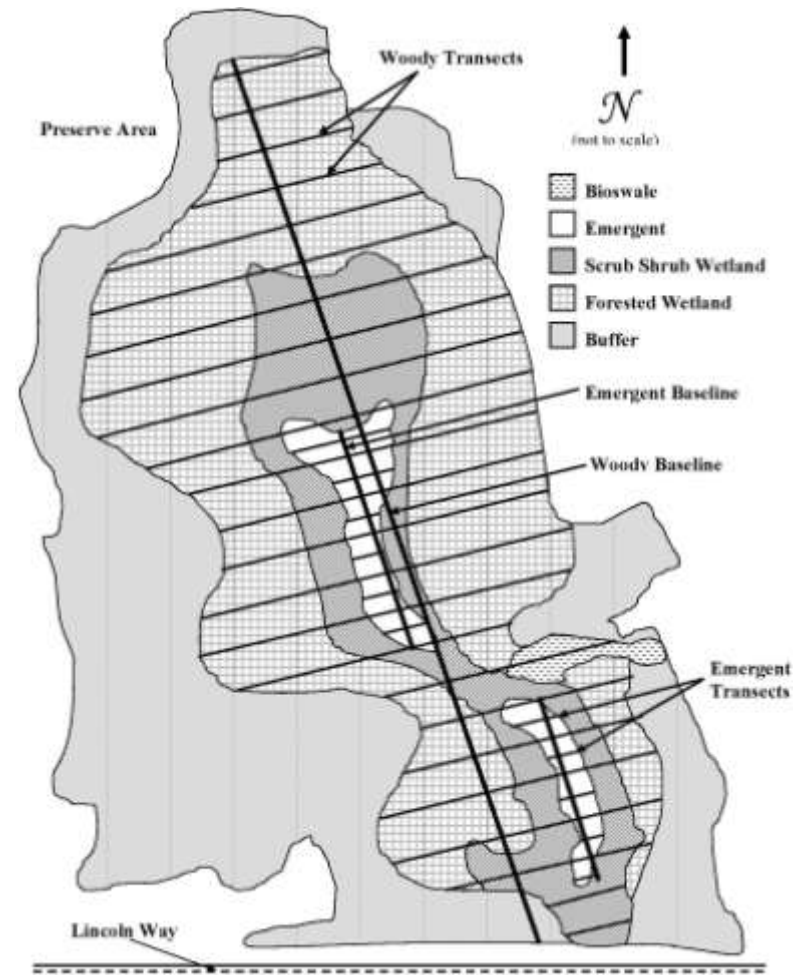 Woody Transects
Preserve Area
N
(not to scale)
Bioswale
Emergent
Scrub Shrub Wetland
Forested Wetland
Buffer
Emergent Baseline
Woody Baseline
Emergent
Transects
Lincoln Way